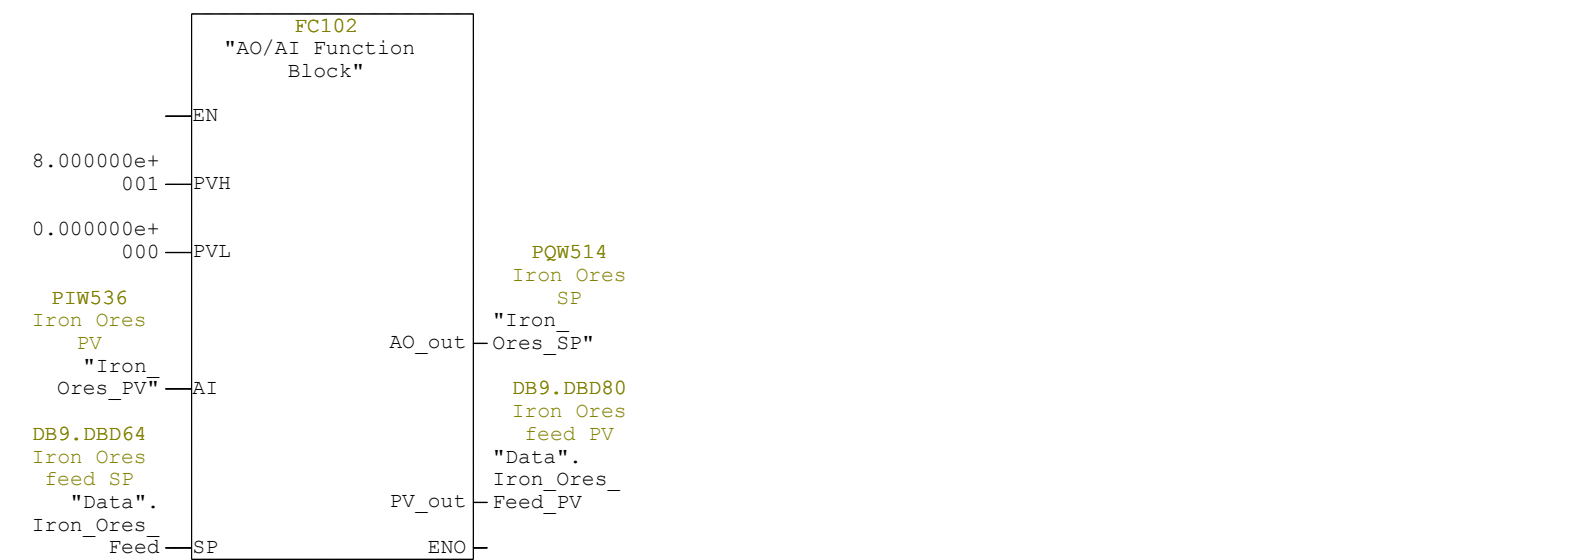 FC102
"AO/AI Function
Block"
EN
8.000000e+
001
PVH
0.000000e+
000
PVL
PQW514
Iron Ores
SP
"Iron_
Ores_SP"
AO_out
PIW536
Iron Ores
PV
"Iron_
Ores_PV"
AI
DB9.DBD80
Iron Ores
feed PV
"Data".
Iron_Ores_
Feed_PV
PV_out
DB9.DBD64
Iron Ores
feed SP
"Data".
Iron_Ores_
Feed
SP
ENO